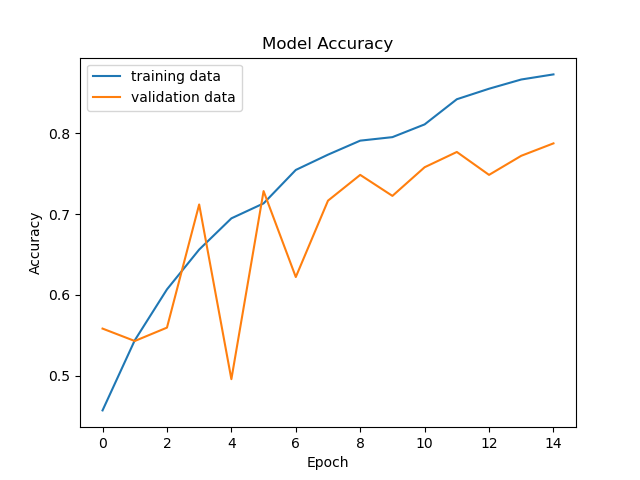 Model Accuracy
training data
validation data
Accuracy
0.8
0.7
0.6
0.5
0 2 4 6 8 10 12 14
Epoch